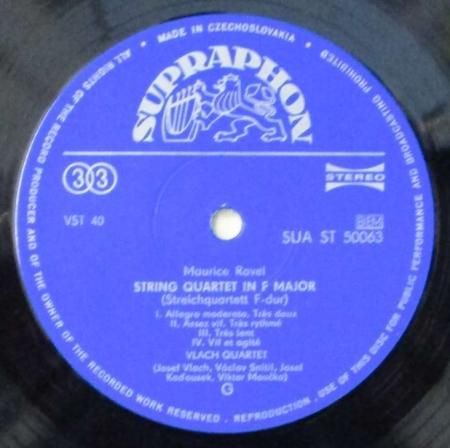 MADE IN CZECHOSLOVAKIA • ALL RIGHTS OF THE RECORD PRODUCER AND OF THE OWNER OF THE RECORDED WORK RESERVED. REPRODUCTION. USE OF THIS DISC FOR PUBLIC PERFORMANCE AND BROADCASTING PROHIBITED
SUPRAPHON
33
STEREO
VST 40
BIEM
SUA ST 50063
Maurice Ravel
STRING QUARTET IN F MAJOR
(Streichquartett F-dur)
I. Allegro moderato. Très doux
II. Assez vif. Très rythmé
III. Très lent
IV. Vif et agité
VLACH QUARTET
(Josef Vlach, Václav Snítil, Josef
Koďousek, Viktor Moučka)
G